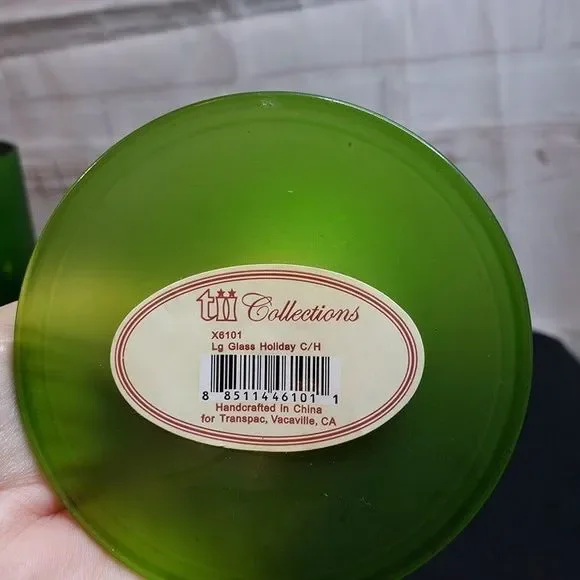 tii Collections
X6101
Lg Glass Holiday C/H
8 8511446101 1
Handcrafted in China
for Transpac, Vacaville, CA